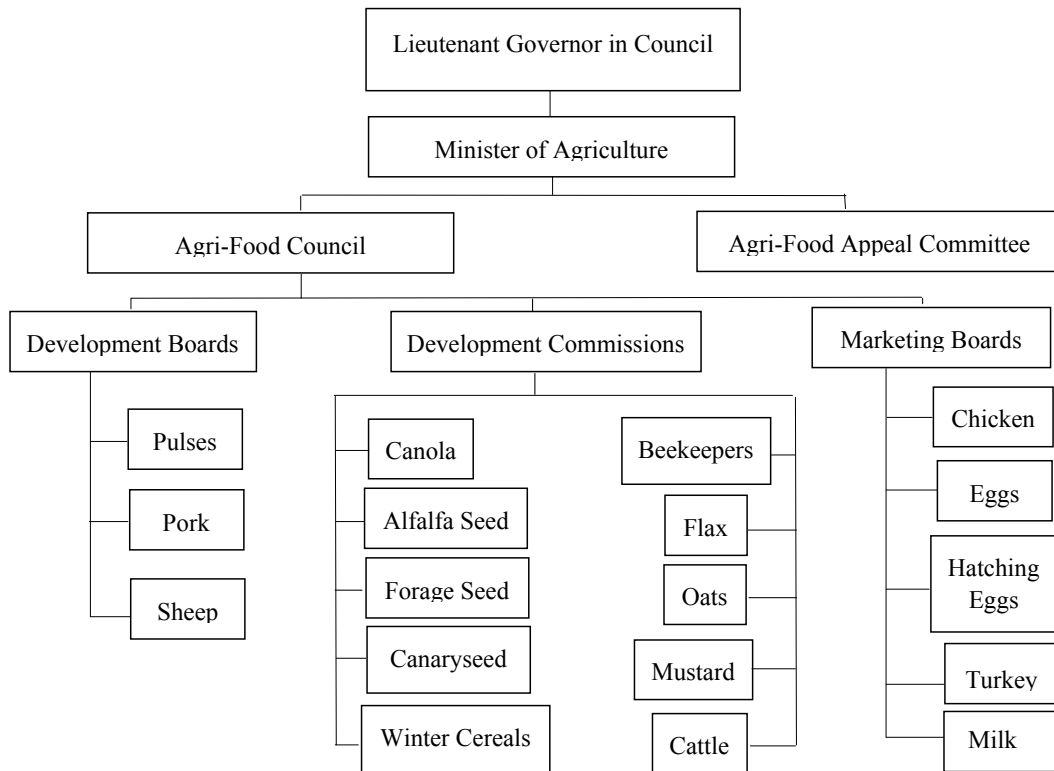 Lieutenant Governor in Council
Minister of Agriculture
Agri-Food Council
Agri-Food Appeal Committee
Development Boards
Development Commissions
Marketing Boards
Pulses
Pork
Sheep
Canola
Alfalfa Seed
Forage Seed
Canaryseed
Winter Cereals
Beekeepers
Flax
Oats
Mustard
Cattle
Chicken
Eggs
Hatching
Eggs
Turkey
Milk